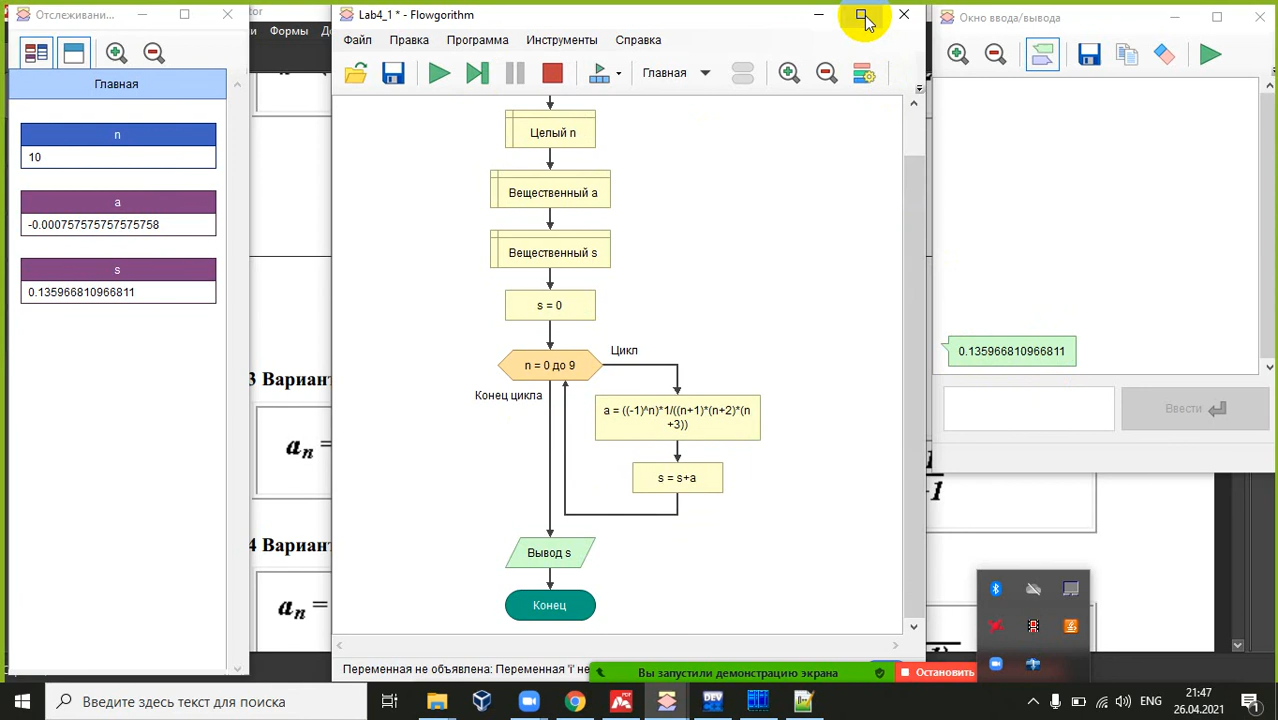 Отслеживани...
Главная
n
10
a
-0.000757575757575758
s
0.135966810966811
Формы
3 Вариант
aₙ =
4 Вариант
aₙ =
Lab4_1 * - Flowgorithm
Файл Правка Программа Инструменты Справка
Главная
Целый n
Вещественный a
Вещественный s
s = 0
n = 0 до 9
Цикл
Конец цикла
a = ((-1)^n)*1/((n+1)*(n+2)*(n
+3))
s = s+a
Вывод s
Конец
Переменная не объявлена: Переменная 'i' не
Вы запустили демонстрацию экрана
Остановить
Окно ввода/вывода
0.135966810966811
Ввести
Введите здесь текст для поиска
ENG
21:47
26.04.2021